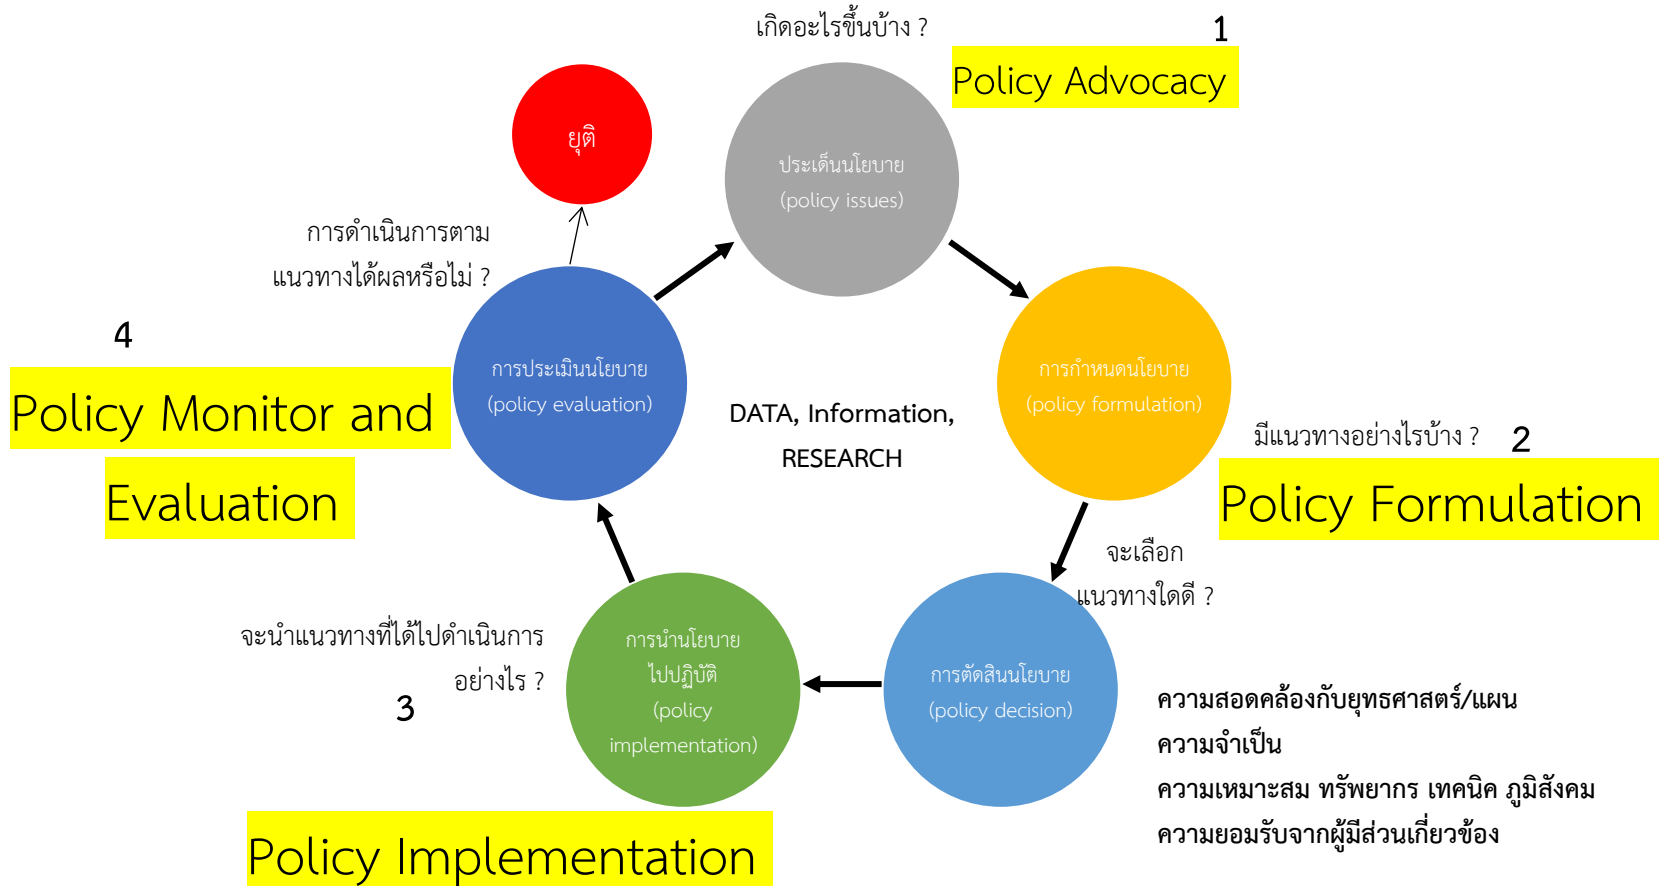 เกิดอะไรขึ้นบ้าง ?
1
Policy Advocacy
ยุติ
ประเด็นนโยบาย
(policy issues)
การดำเนินการตาม
แนวทางได้ผลหรือไม่ ?
4
Policy Monitor and
Evaluation
การประเมินนโยบาย
(policy evaluation)
DATA, Information,
RESEARCH
การกำหนดนโยบาย
(policy formulation)
มีแนวทางอย่างไรบ้าง ?
2
Policy Formulation
จะเลือก
แนวทางใดดี ?
จะนำแนวทางที่ได้ไปดำเนินการ
อย่างไร ?
3
การนำนโยบาย
ไปปฏิบัติ
(policy
implementation)
การตัดสินนโยบาย
(policy decision)
ความสอดคล้องกับยุทธศาสตร์/แผน
ความจำเป็น
ความเหมาะสม ทรัพยากร เทคนิค ภูมิสังคม
ความยอมรับจากผู้มีส่วนเกี่ยวข้อง
Policy Implementation